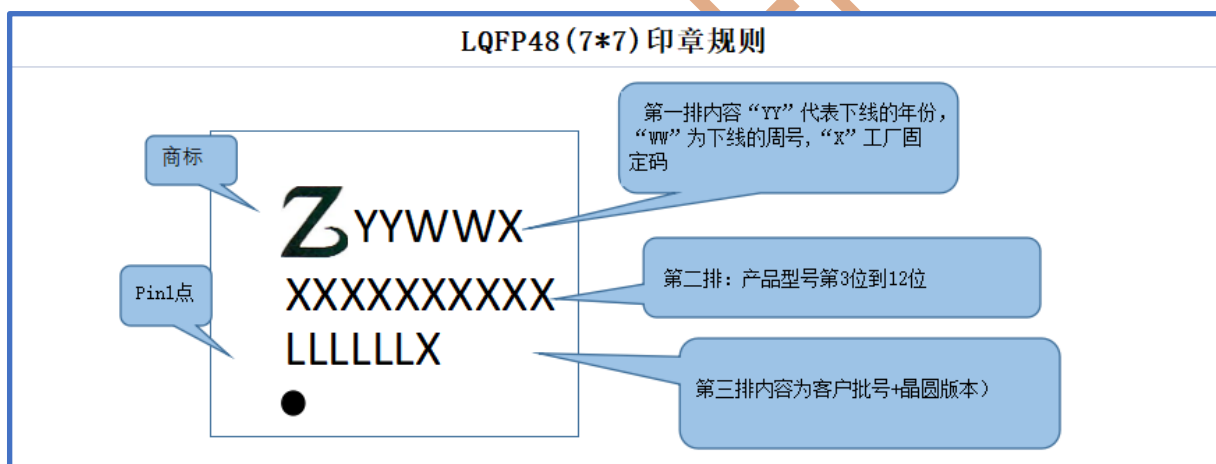 LQFP48(7*7)印章规则
第一排内容“YY”代表下线的年份，
“WW”为下线的周号，“X”工厂固
定码
商标
Z YYWWX
第二排：产品型号第3位到12位
Pin1点
XXXXXXXXXX
LLLLLLX
第三排内容为客户批号+晶圆版本）